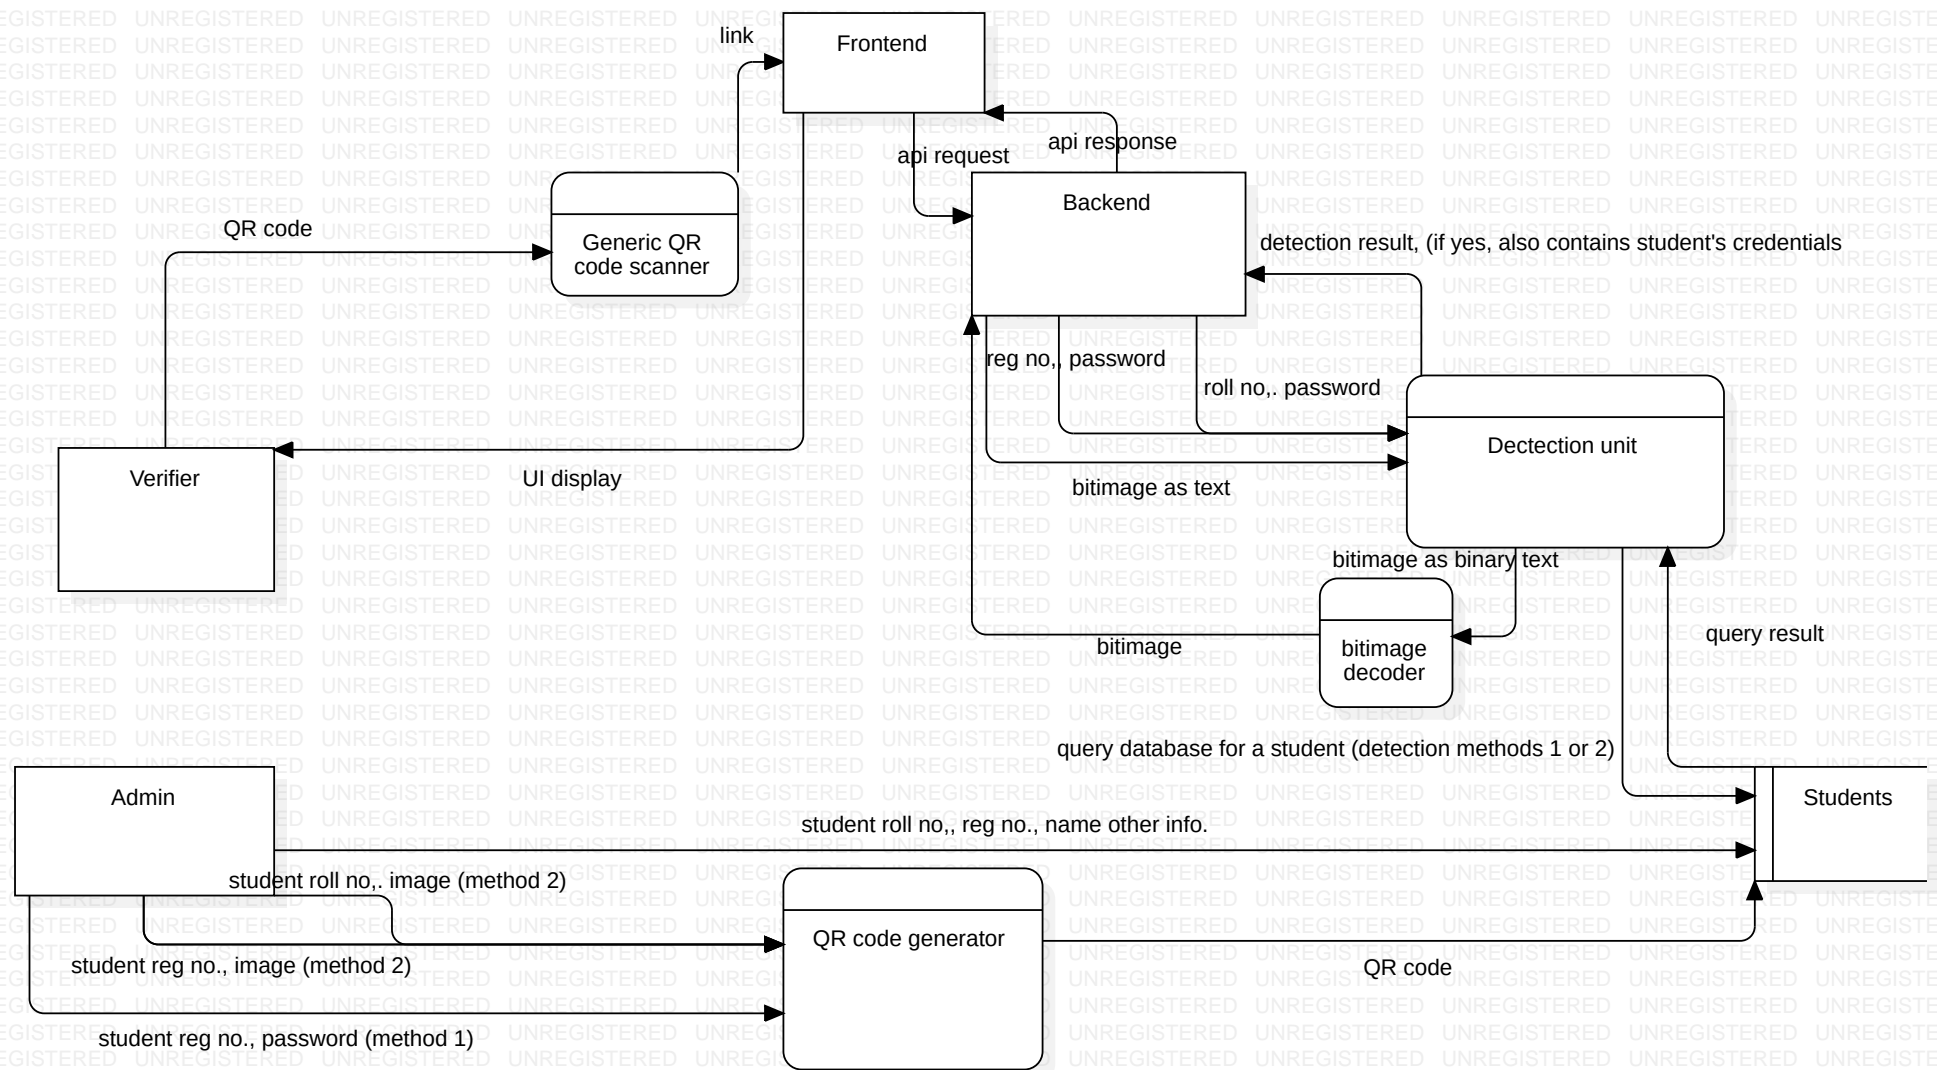 link
Frontend
api request
api response
Backend
QR code
Generic QR
code scanner
detection result, (if yes, also contains student's credentials
reg no,, password
roll no,. password
Verifier
UI display
Dectection unit
bitimage as text
bitimage as binary text
bitimage
bitimage
decoder
query result
query database for a student (detection methods 1 or 2)
Admin
Students
student roll no,, reg no., name other info.
student roll no,. image (method 2)
QR code generator
student reg no., image (method 2)
QR code
student reg no., password (method 1)
UNREGISTERED